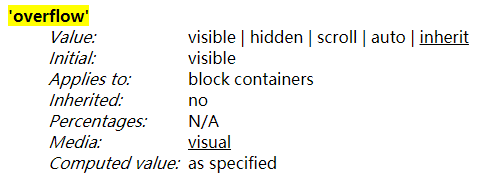 'overflow'
Value: visible | hidden | scroll | auto | inherit
Initial: visible
Applies to: block containers
Inherited: no
Percentages: N/A
Media: visual
Computed value: as specified